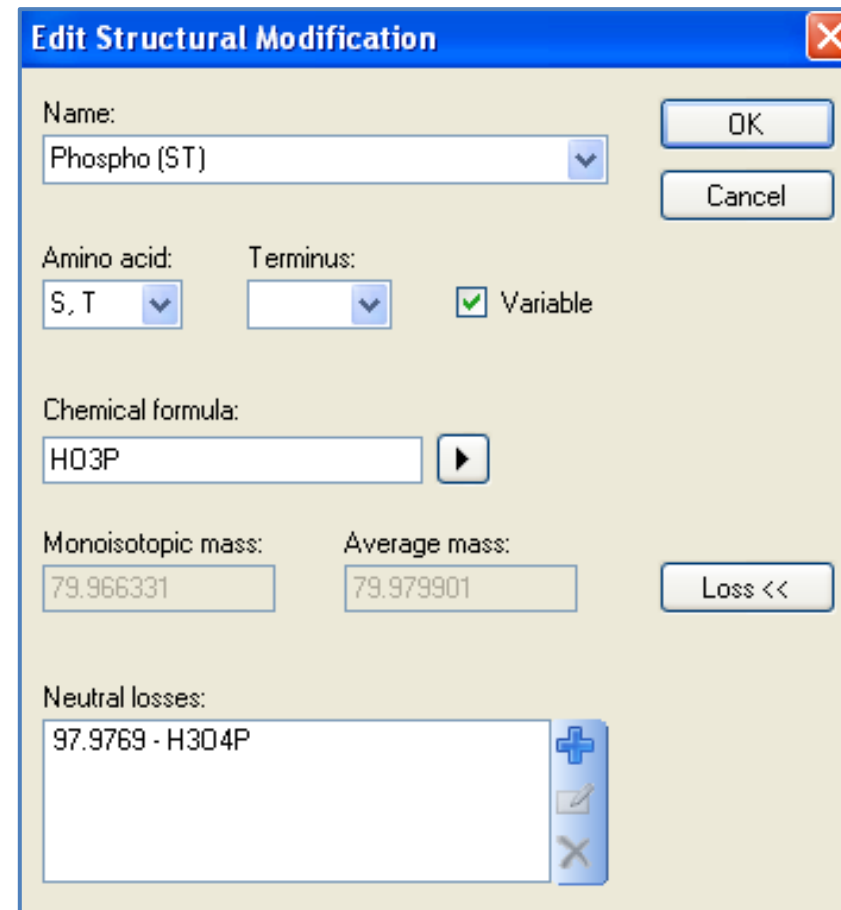 Edit Structural Modification
Name:
OK
Phospho (ST)
Cancel
Amino acid: Terminus:
S, T Variable
Chemical formula:
HO3P
Monoisotopic mass: Average mass:
79.966331 79.979901 Loss <<
Neutral losses:
97.9769 - H3O4P